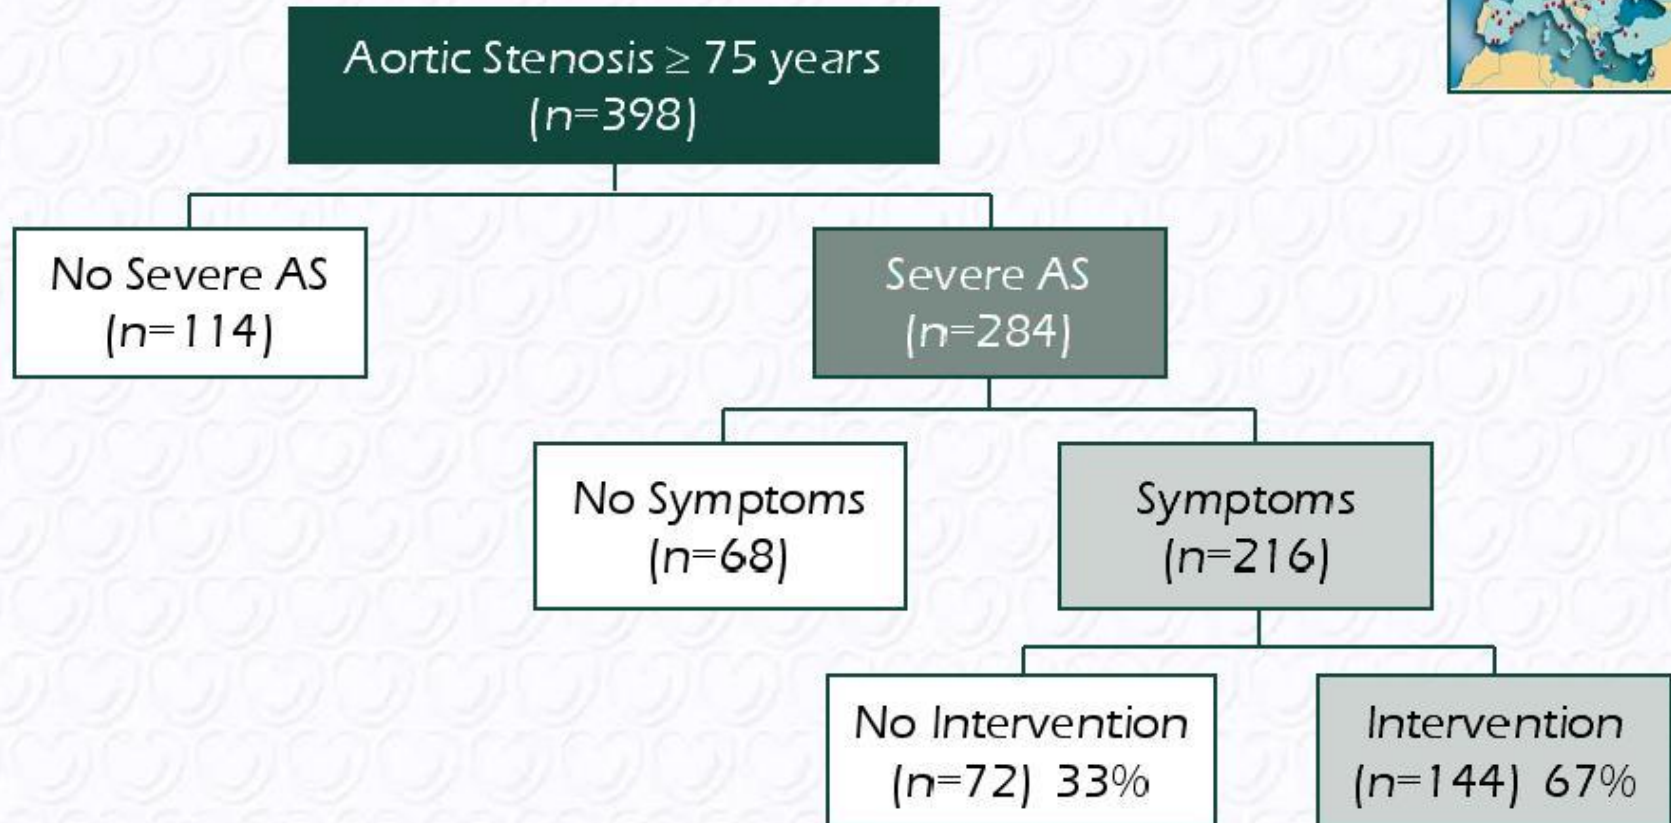 Aortic Stenosis ≥ 75 years
(n=398)
No Severe AS
(n=114)
Severe AS
(n=284)
No Symptoms
(n=68)
Symptoms
(n=216)
No Intervention
(n=72) 33%
Intervention
(n=144) 67%